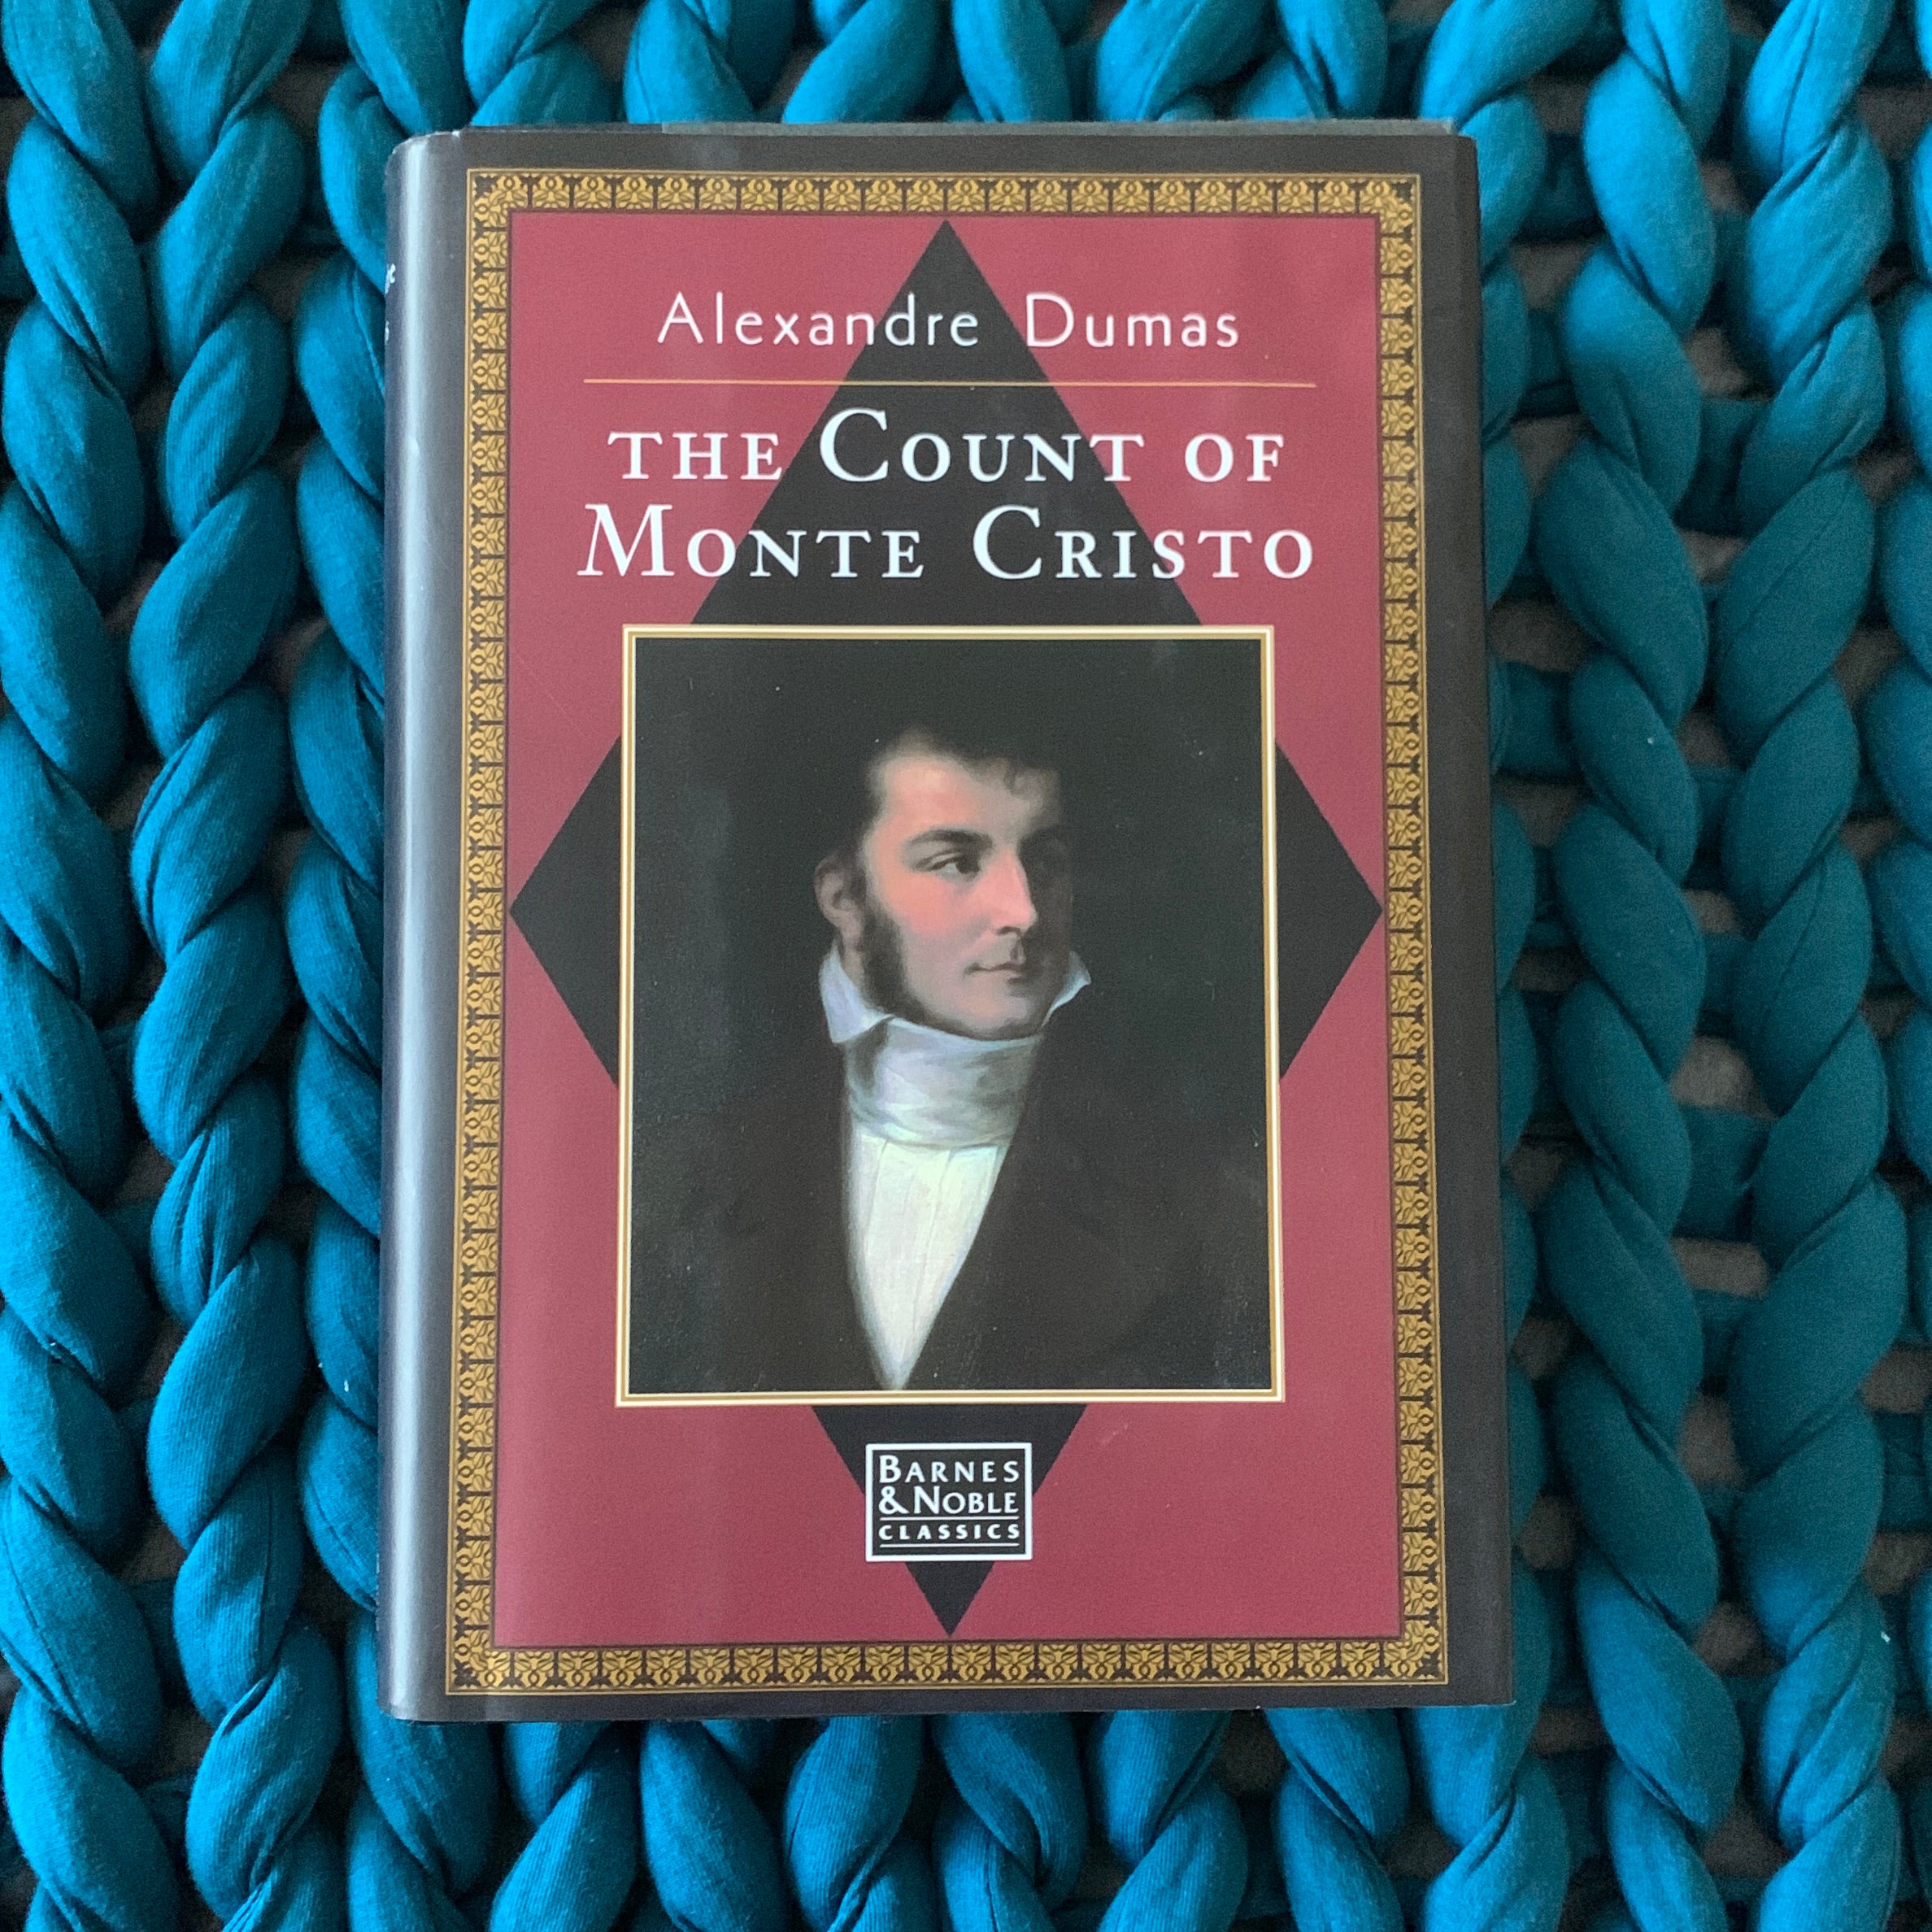 Alexandre Dumas
THE COUNT OF
MONTE CRISTO
BARNES
& NOBLE
CLASSICS